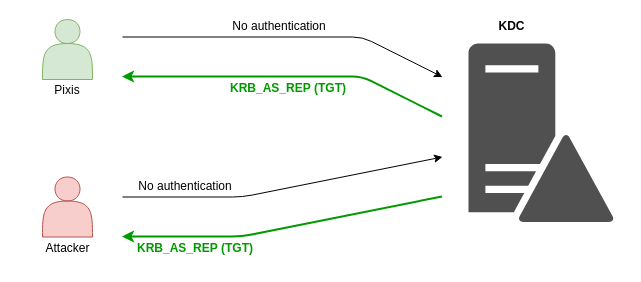 No authentication
KDC
KRB_AS_REP (TGT)
Pixis
No authentication
KRB_AS_REP (TGT)
Attacker